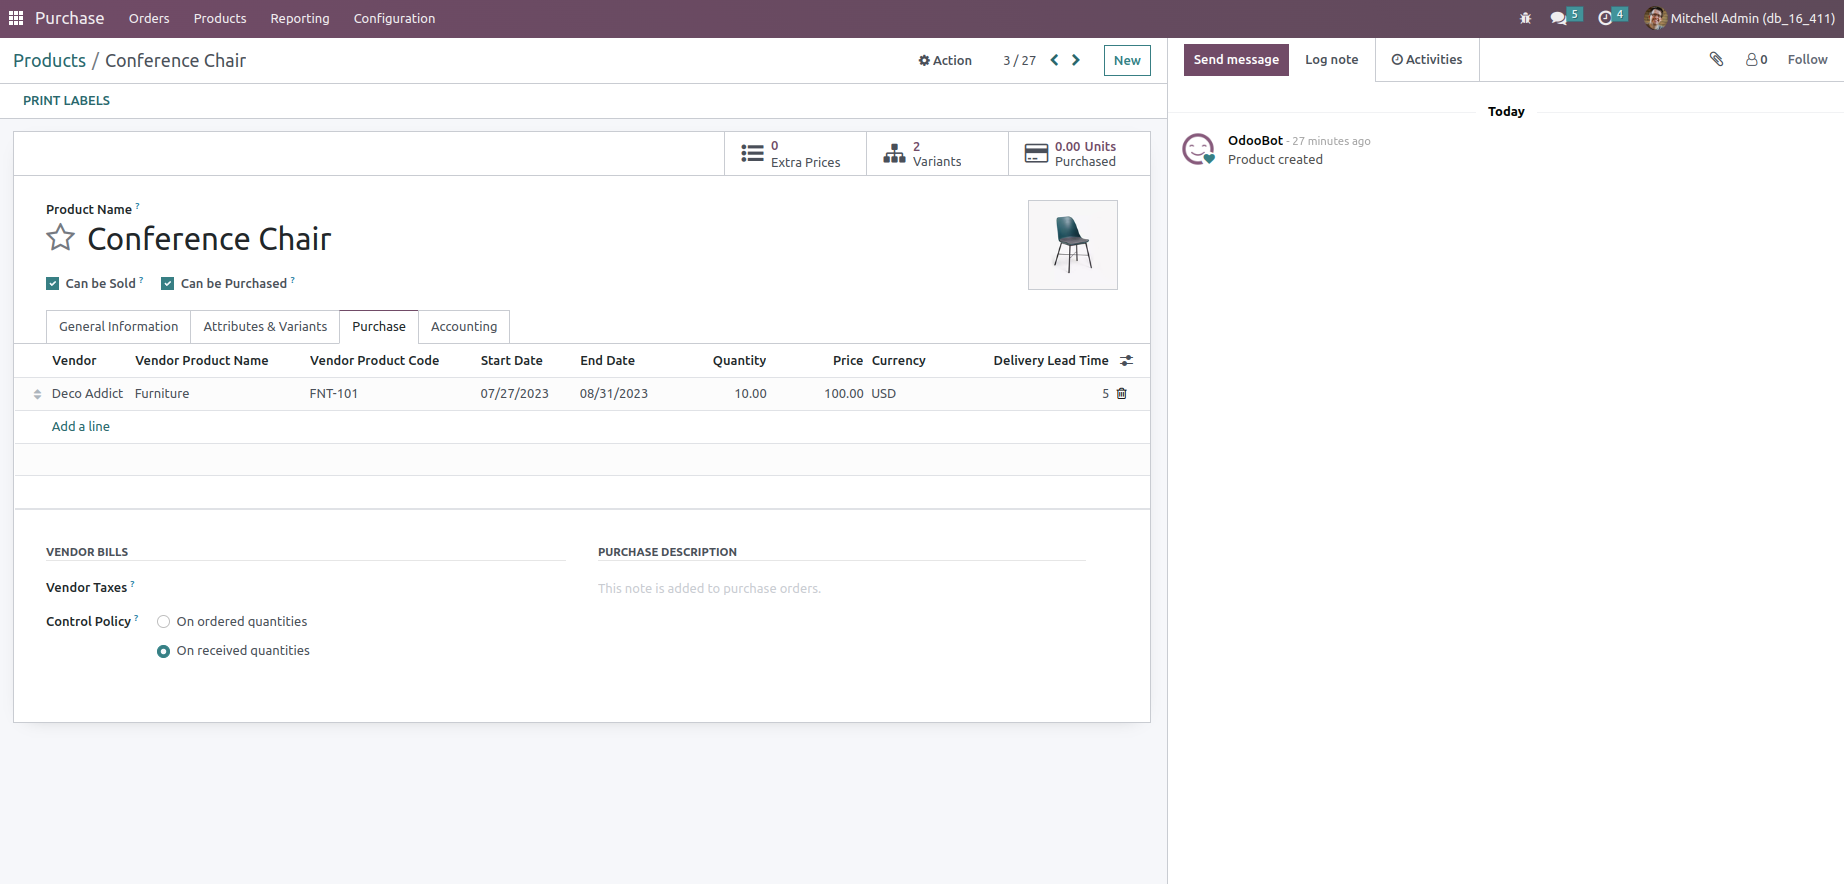 Purchase Orders Products Reporting Configuration 5 4 Mitchell Admin (db_16_411)
Products / Conference Chair Action 3 / 27 New
Send message Log note Activities 0 Follow
PRINT LABELS
Today
OdooBot - 27 minutes ago
Product created
0 Extra Prices
2 Variants
0.00 Units Purchased
Product Name ?
Conference Chair
Can be Sold ? Can be Purchased ?
General Information Attributes & Variants Purchase Accounting
Vendor Vendor Product Name Vendor Product Code Start Date End Date Quantity Price Currency Delivery Lead Time
Deco Addict Furniture FNT-101 07/27/2023 08/31/2023 10.00 100.00 USD 5
Add a line
VENDOR BILLS PURCHASE DESCRIPTION
Vendor Taxes ? This note is added to purchase orders.
Control Policy ? On ordered quantities
On received quantities